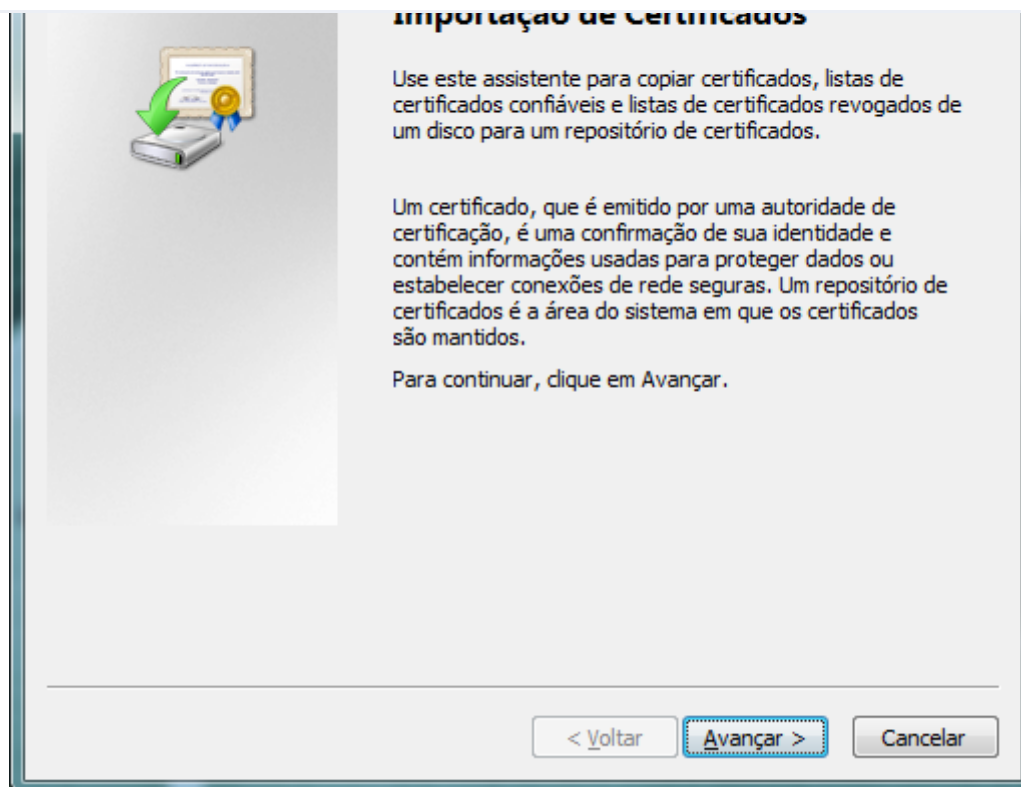 Importação de Certificados
Use este assistente para copiar certificados, listas de
certificados confiáveis e listas de certificados revogados de
um disco para um repositório de certificados.
Um certificado, que é emitido por uma autoridade de
certificação, é uma confirmação de sua identidade e
contém informações usadas para proteger dados ou
estabelecer conexões de rede seguras. Um repositório de
certificados é a área do sistema em que os certificados
são mantidos.
Para continuar, clique em Avançar.
< Voltar
Avançar >
Cancelar